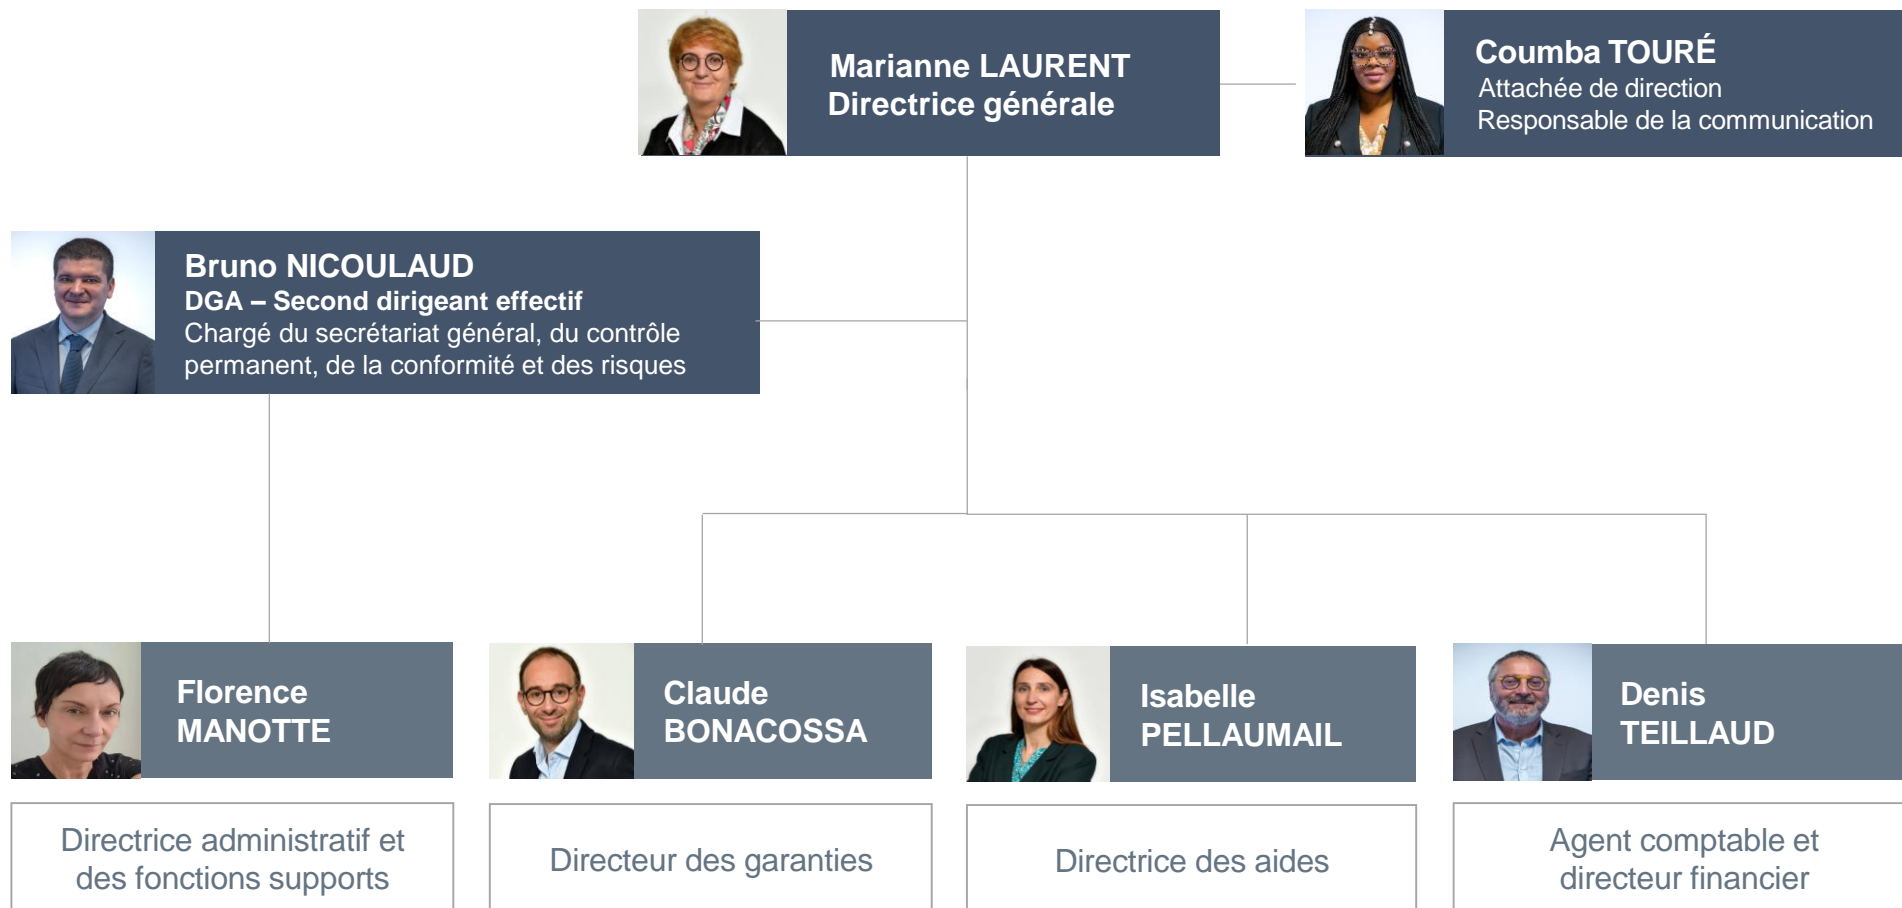 Marianne LAURENT
Directrice générale
Coumba TOURÉ
Attachée de direction
Responsable de la communication
Bruno NICOULAUD
DGA – Second dirigeant effectif
Chargé du secrétariat général, du contrôle
permanent, de la conformité et des risques
Florence
MANOTTE
Directrice administratif et
des fonctions supports
Claude
BONACOSSA
Directeur des garanties
Isabelle
PELLAUMAIL
Directrice des aides
Denis
TEILLAUD
Agent comptable et
directeur financier